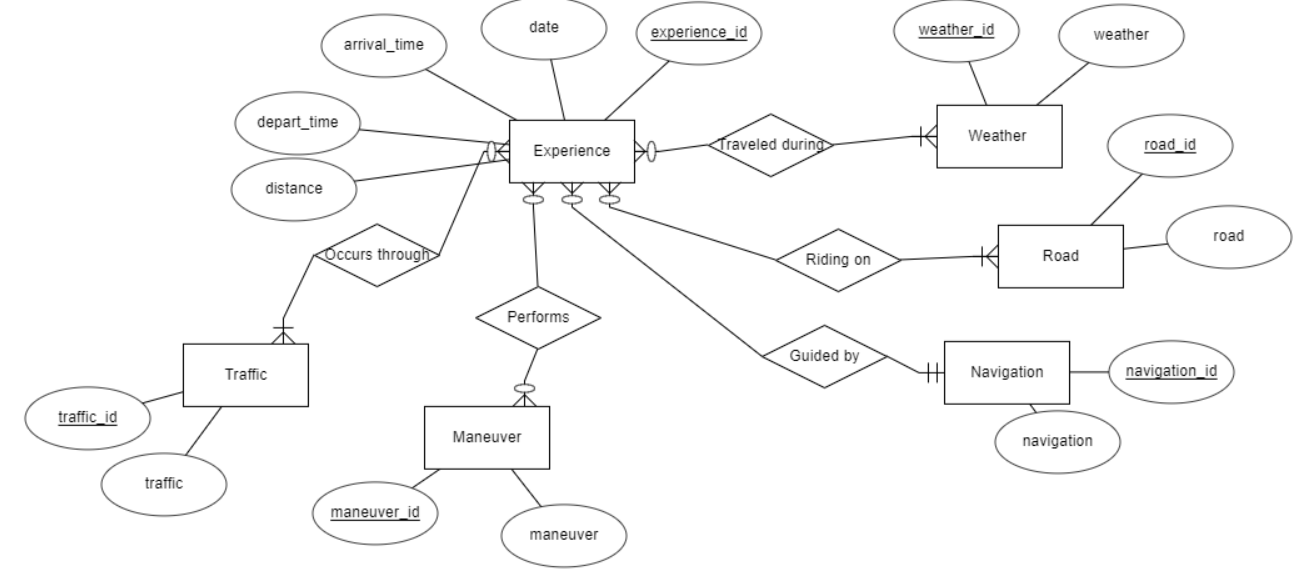 date
experience_id
weather_id
weather
arrival_time
depart_time
Experience
Traveled during
Weather
road_id
distance
road
Occurs through
Riding on
Road
Performs
Guided by
Navigation
navigation_id
Traffic
traffic_id
Maneuver
navigation
traffic
maneuver_id
maneuver